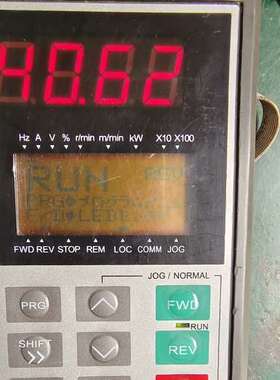 40.62
Hz A V % r/min m/min kW X10 X100
RUN
FWD REV STOP REM LOC COMM JOG
JOG / NORMAL
PRG
FWD
RUN
SHIFT
REV